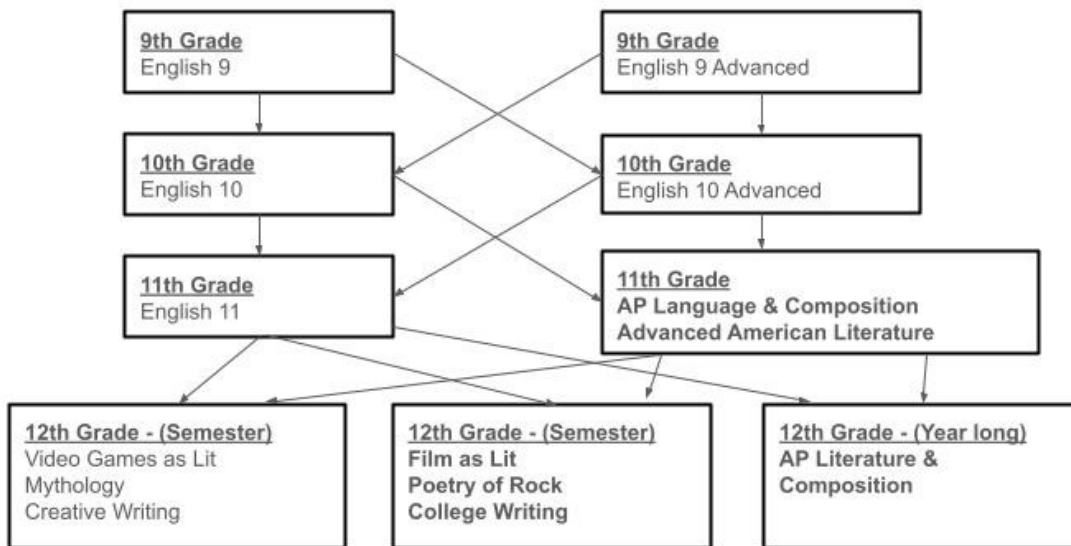 9th Grade
English 9
9th Grade
English 9 Advanced
10th Grade
English 10
10th Grade
English 10 Advanced
11th Grade
English 11
11th Grade
AP Language & Composition
Advanced American Literature
12th Grade - (Semester)
Video Games as Lit
Mythology
Creative Writing
12th Grade - (Semester)
Film as Lit
Poetry of Rock
College Writing
12th Grade - (Year long)
AP Literature &
Composition